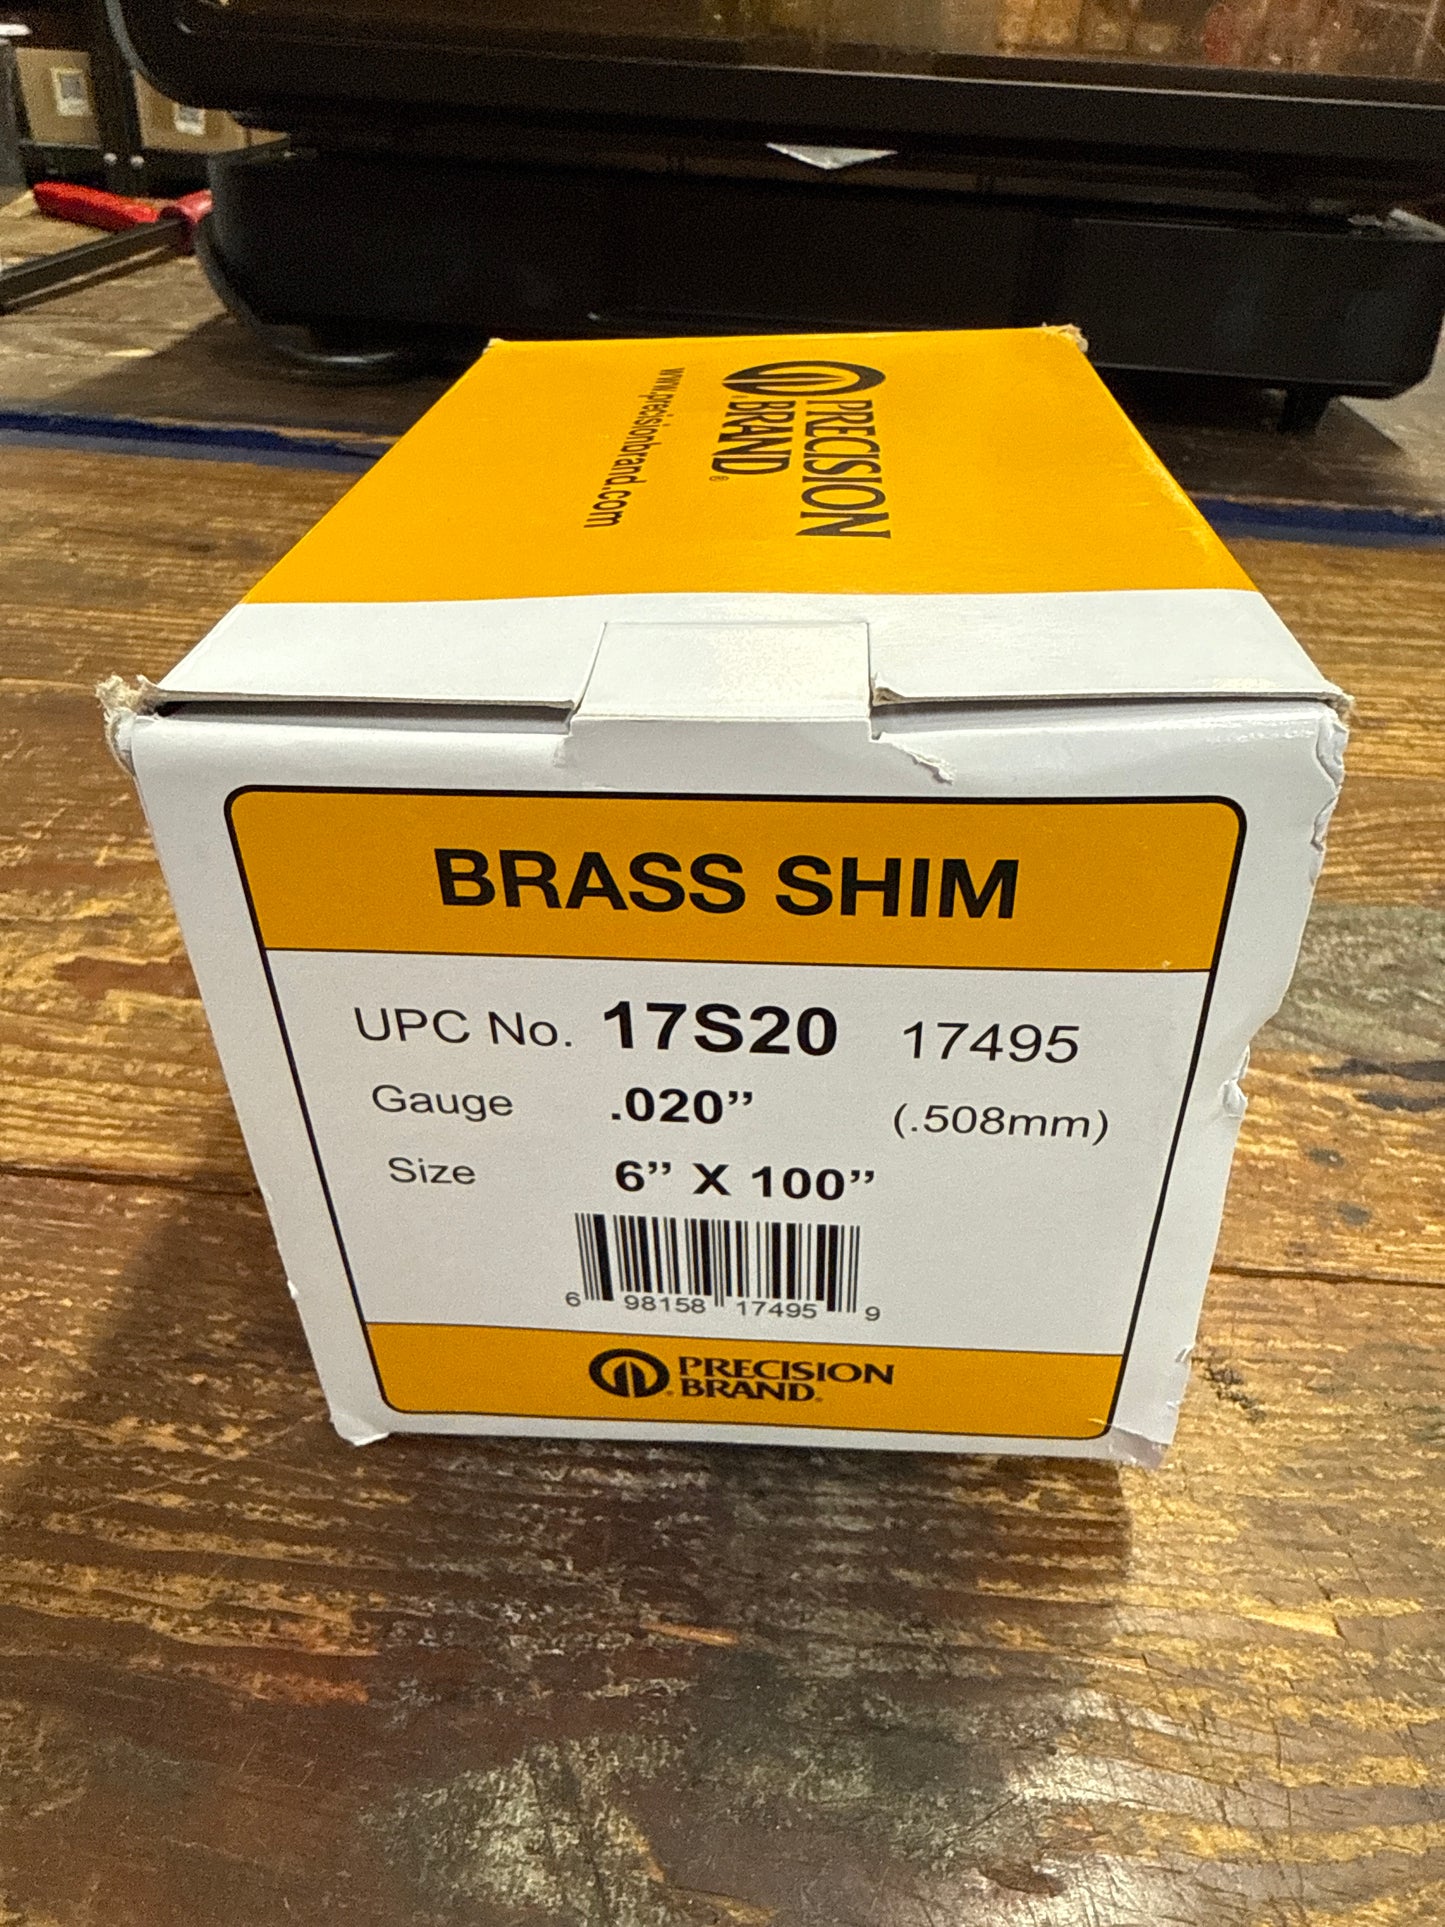 PRECISION
BRAND®
www.precisionbrand.com
BRASS SHIM
UPC No. 17S20 17495
Gauge .020” (.508mm)
Size 6” X 100”
6 98158 17495 9
PRECISION
BRAND®